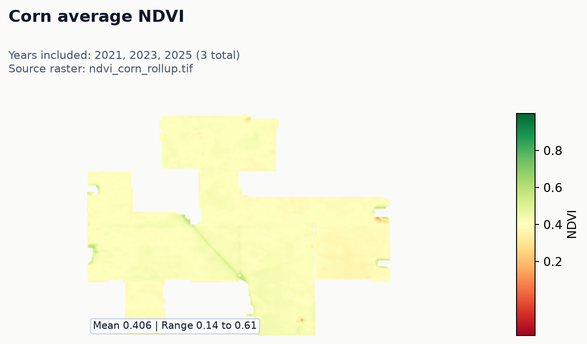 Corn average NDVI
Years included: 2021, 2023, 2025 (3 total)
Source raster: ndvi_corn_rollup.tif
0.8
0.6
0.4
0.2
NDVI
Mean 0.406 | Range 0.14 to 0.61